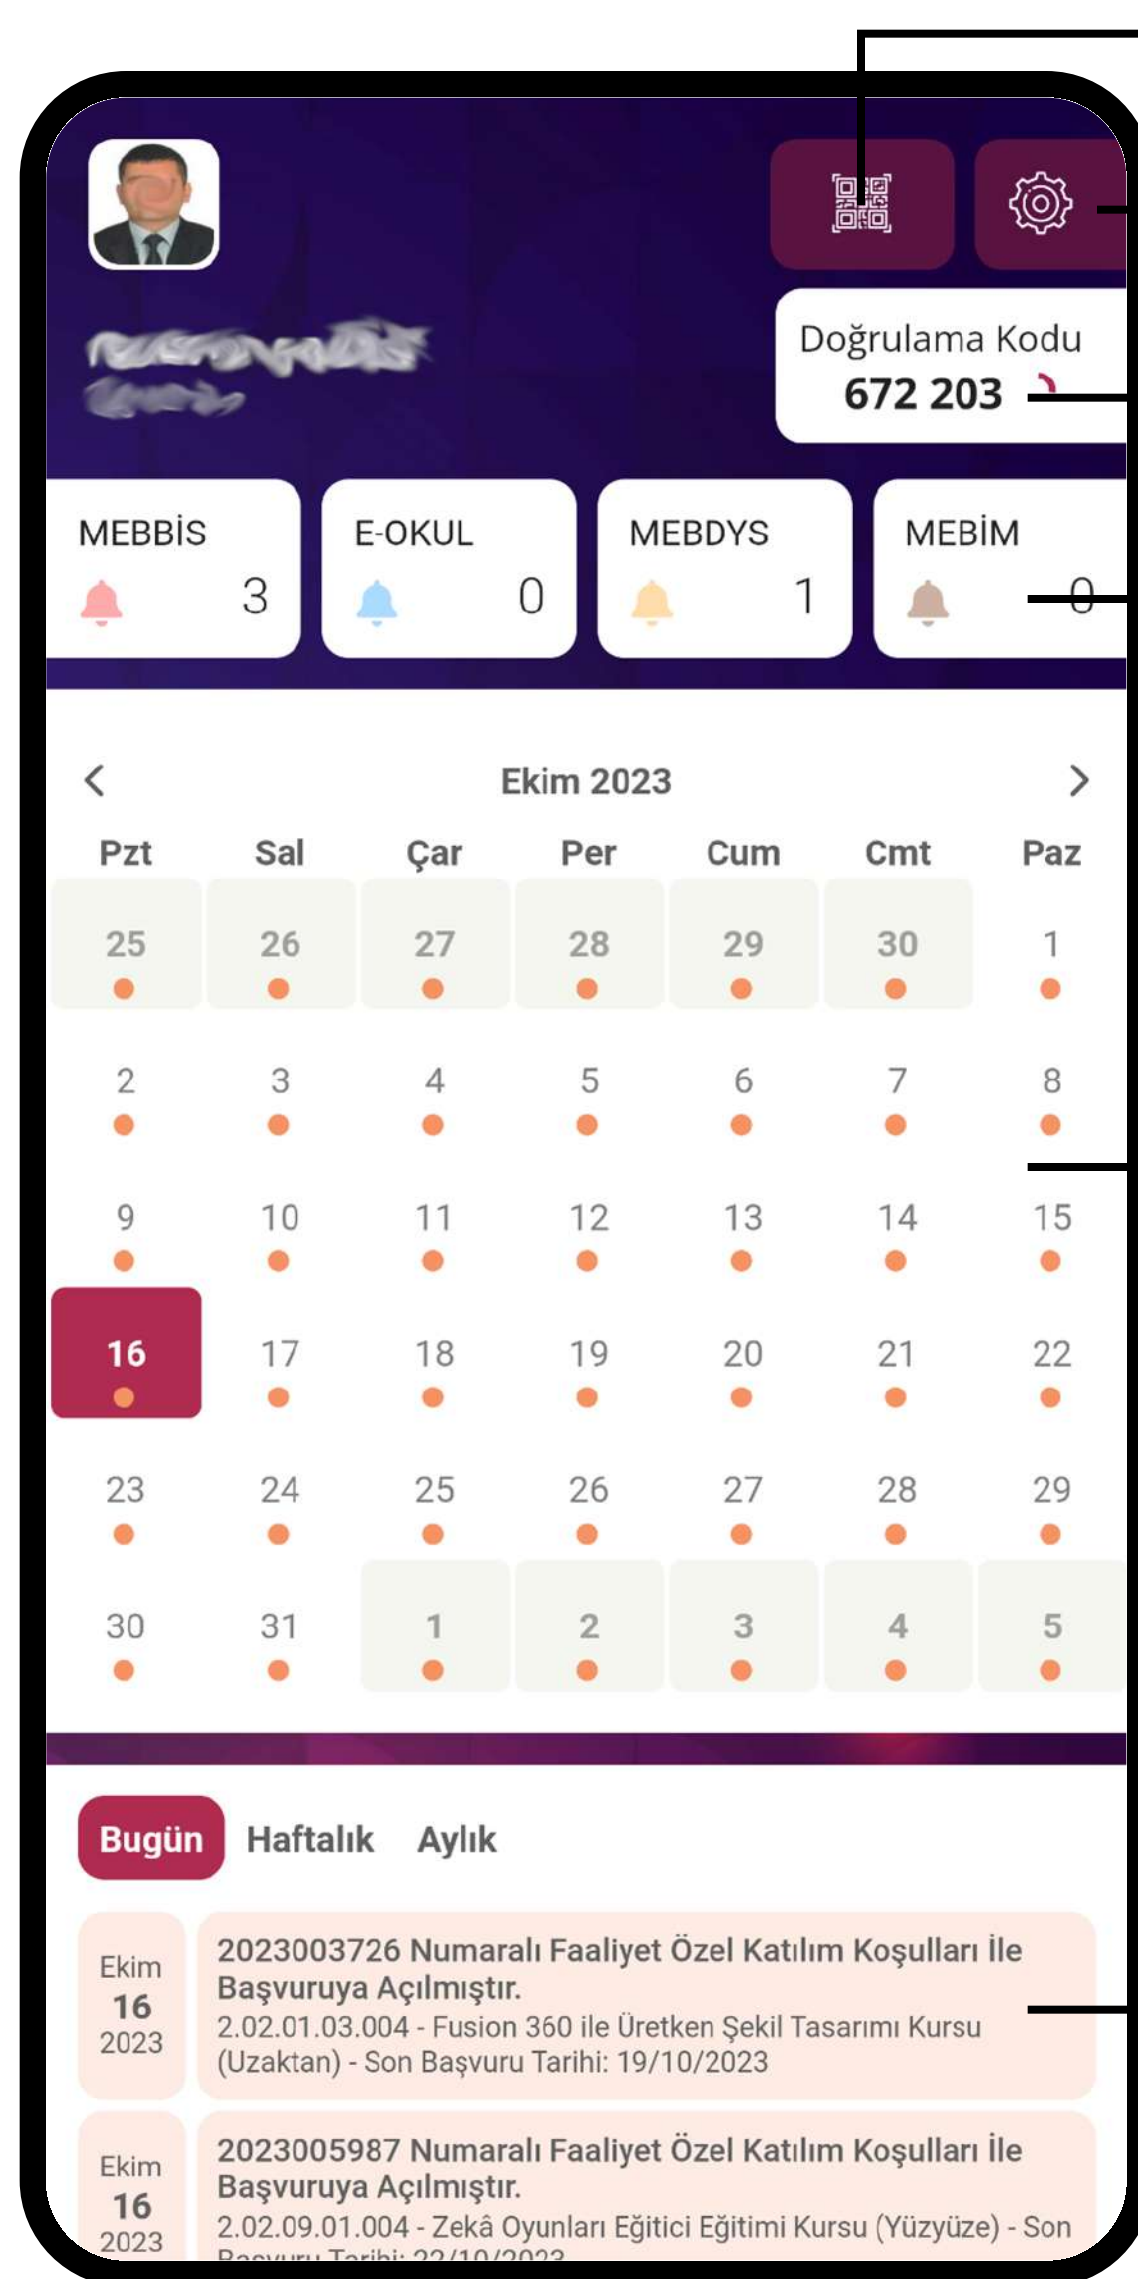 Doğrulama Kodu
672 203
MEBBİS E-OKUL MEBDYS MEBİM
3 0 1 0
Ekim 2023
Pzt Sal Çar Per Cum Cmt Paz
25 26 27 28 29 30 1
2 3 4 5 6 7 8
9 10 11 12 13 14 15
16 17 18 19 20 21 22
23 24 25 26 27 28 29
30 31 1 2 3 4 5
Bugün Haftalık Aylık
Ekim
16
2023
2023003726 Numaralı Faaliyet Özel Katılım Koşulları İle
Başvuruya Açılmıştır.
2.02.01.03.004 - Fusion 360 ile Üretken Şekil Tasarımı Kursu
(Uzaktan) - Son Başvuru Tarihi: 19/10/2023
Ekim
16
2023
2023005987 Numaralı Faaliyet Özel Katılım Koşulları İle
Başvuruya Açılmıştır.
2.02.09.01.004 - Zekâ Oyunları Eğitici Eğitimi Kursu (Yüzyüze) - Son
Başvuru Tarihi: 22/10/2023